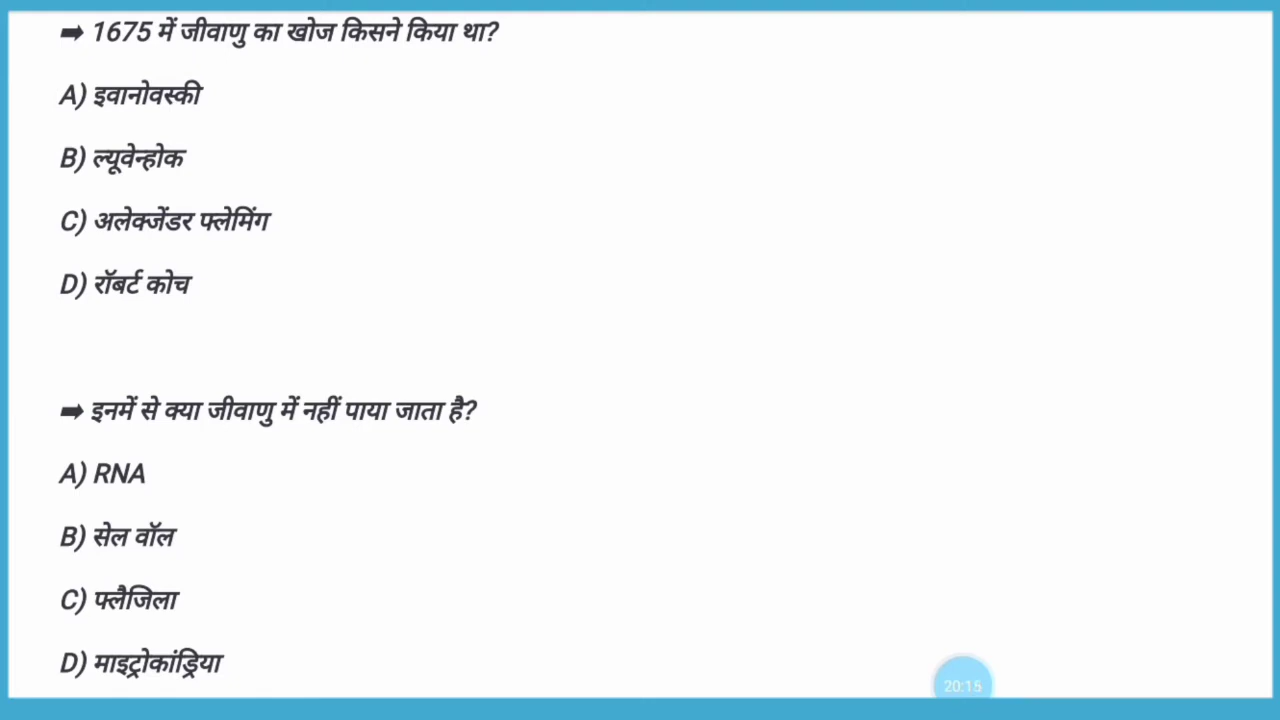 ➡ 1675 में जीवाणु का खोज किसने किया था?
A) इवानोवस्की
B) ल्यूवेन्होक
C) अलेक्जेंडर फ्लेमिंग
D) रॉबर्ट कोच
➡ इनमें से क्या जीवाणु में नहीं पाया जाता है?
A) RNA
B) सेल वॉल
C) फ्लैजिला
D) माइट्रोकांड्रिया
20:15